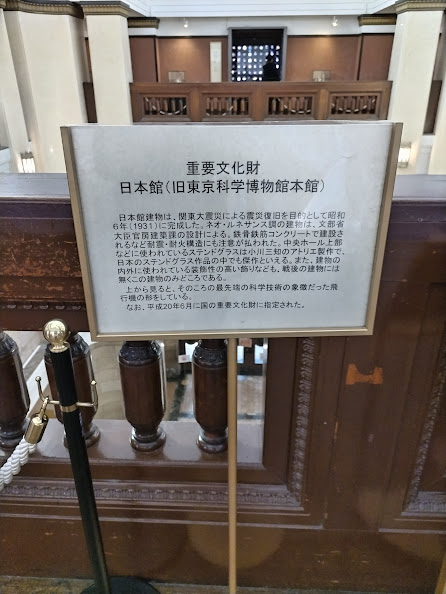 重要文化財
日本館(旧東京科学博物館本館)
日本館建物は、関東大震災による震災復旧を目的として昭和
6年(1931)に完成した。ネオ・ルネサンス調の建物は、文部省
大臣官房建築課の設計による。鉄骨鉄筋コンクリートで建設さ
れるなど耐震・耐火構造にも注意が払われた。中央ホール上部
などに使われているステンドグラスは小川三知のアトリエ製作で、
日本のステンドグラス作品の中でも傑作といえる。また、建物の
内外に使われている装飾性の高い飾りなども、戦後の建物には
無くこの建物のみどころである。
上から見ると、そのころの最先端の科学技術の象徴だった飛
行機の形をしている。
なお、平成20年6月に国の重要文化財に指定された。